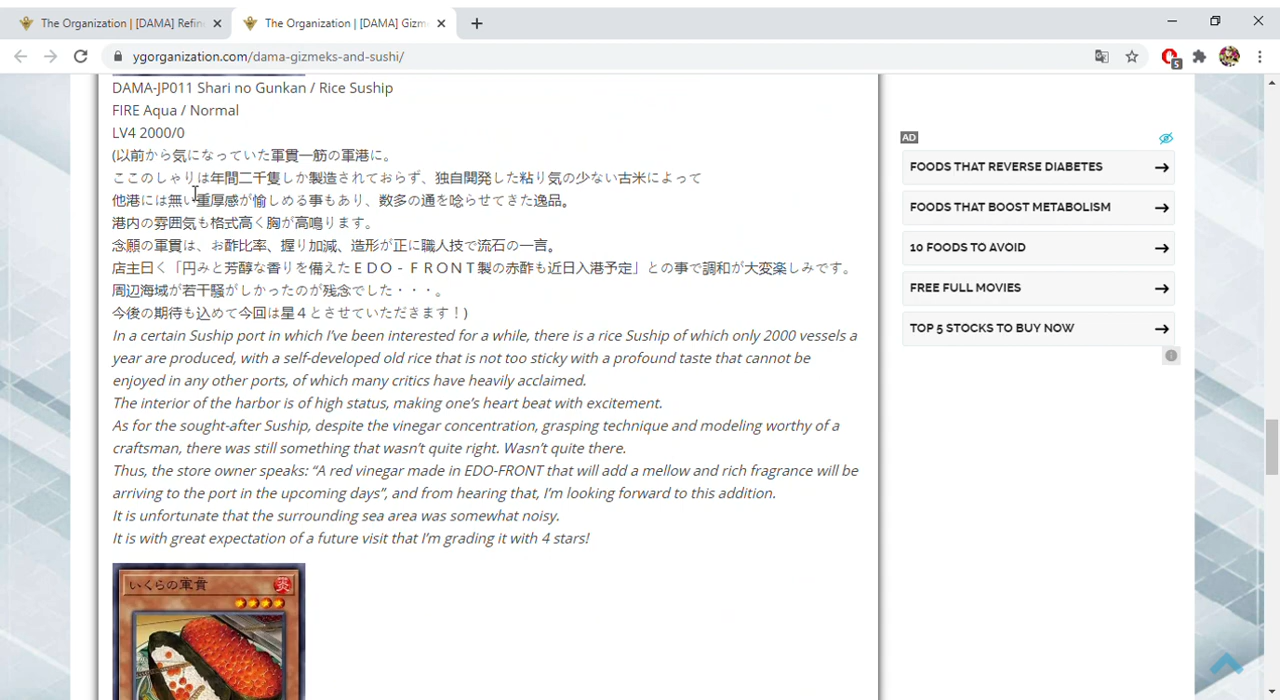 The Organization | [DAMA] Refin
The Organization | [DAMA] Gizm
ygorganization.com/dama-gizmeks-and-sushi/
5
DAMA-JP011 Shari no Gunkan / Rice Suship
FIRE Aqua / Normal
LV4 2000/0
(以前から気になっていた軍貫一筋の軍港に。
ここのしゃりは年間二千隻しか製造されておらず、独自開発した粘り気の少ない古米によって
他港には無い重厚感が愉しめる事もあり、数多の通を唸らせてきた逸品。
港内の雰囲気も格式高く胸が高鳴ります。
念願の軍貫は、お酢比率、握り加減、造形が正に職人技で流石の一言。
店主曰く「円みと芳醇な香りを備えたＥＤＯ－ＦＲＯＮＴ製の赤酢も近日入港予定」との事で調和が大変楽しみです。
周辺海域が若干騒がしかったのが残念でした・・・。
今後の期待も込めて今回は星４とさせていただきます！)
In a certain Suship port in which I've been interested for a while, there is a rice Suship of which only 2000 vessels a
year are produced, with a self-developed old rice that is not too sticky with a profound taste that cannot be
enjoyed in any other ports, of which many critics have heavily acclaimed.
The interior of the harbor is of high status, making one's heart beat with excitement.
As for the sought-after Suship, despite the vinegar concentration, grasping technique and modeling worthy of a
craftsman, there was still something that wasn't quite right. Wasn't quite there.
Thus, the store owner speaks: "A red vinegar made in EDO-FRONT that will add a mellow and rich fragrance will be
arriving to the port in the upcoming days", and from hearing that, I'm looking forward to this addition.
It is unfortunate that the surrounding sea area was somewhat noisy.
It is with great expectation of a future visit that I'm grading it with 4 stars!
いくらの軍貫
炎
AD
FOODS THAT REVERSE DIABETES
FOODS THAT BOOST METABOLISM
10 FOODS TO AVOID
FREE FULL MOVIES
TOP 5 STOCKS TO BUY NOW